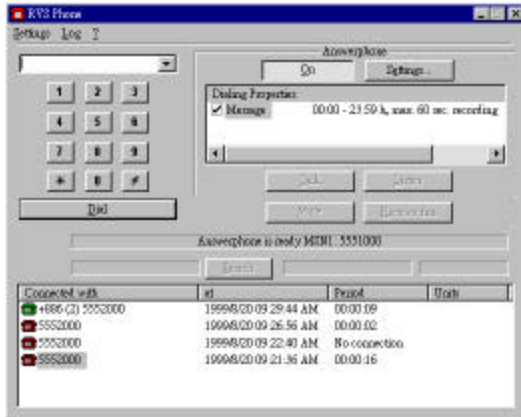 RVS Phone
Settings Log ?
Answerphone
On Settings...
Dialing Properties
Message 00:00 - 23:59 h, max. 60 sec. recording
1 2 3
4 5 6
7 8 9
* 0 #
Dial
Answerphone is ready MSN1: 5551000
Connected with at Period Units
+886 (2) 5552000 1999/8/20 09:29:44 AM 00:00:09
5552000 1999/8/20 09:26:56 AM 00:00:02
5552000 1999/8/20 09:22:40 AM No connection
5552000 1999/8/20 09:21:36 AM 00:00:16